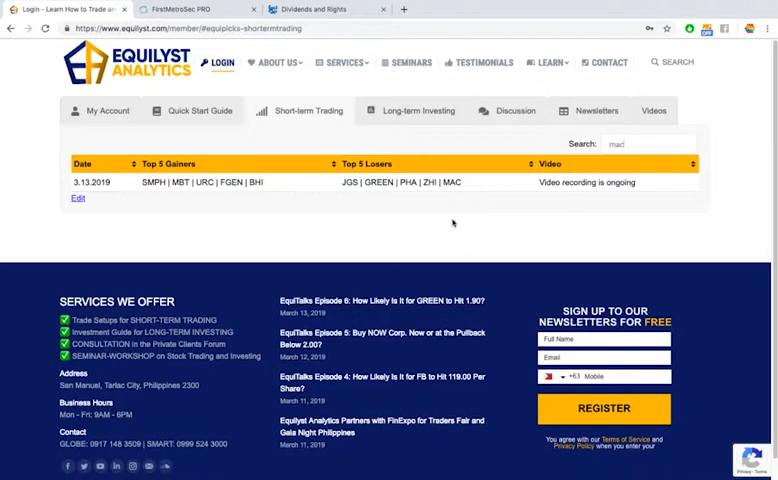 Login - Learn How to Trade an
FirstMetroSec PRO
Dividends and Rights
https://www.equilyst.com/member/#equipicks-shortermtrading
OFF
EQUILYST
ANALYTICS
LOGIN
ABOUT US
SERVICES
SEMINARS
TESTIMONIALS
LEARN
CONTACT
SEARCH
My Account
Quick Start Guide
Short-term Trading
Long-term Investing
Discussion
Newsletters
Videos
Search: mad
Date Top 5 Gainers Top 5 Losers Video
3.13.2019 SMPH | MBT | URC | FGEN | BHI JGS | GREEN | PHA | ZHI | MAC Video recording is ongoing
Edit
SERVICES WE OFFER
Trade Setups for SHORT-TERM TRADING
Investment Guide for LONG-TERM INVESTING
CONSULTATION in the Private Clients Forum
SEMINAR-WORKSHOP on Stock Trading and Investing
Address
San Manuel, Tarlac City, Philippines 2300
Business Hours
Mon - Fri: 9AM - 6PM
Contact
GLOBE: 0917 148 3509 | SMART: 0999 524 3000
EquiTalks Episode 6: How Likely Is It for GREEN to Hit 1.90?
March 13, 2019
EquiTalks Episode 5: Buy NOW Corp. Now or at the Pullback
Below 2.00?
March 12, 2019
EquiTalks Episode 4: How Likely Is It for FB to Hit 119.00 Per
Share?
March 11, 2019
Equilyst Analytics Partners with FinExpo for Traders Fair and
Gala Night Philippines
March 11, 2019
SIGN UP TO OUR
NEWSLETTERS FOR FREE
Full Name
Email
+63 Mobile
REGISTER
You agree with our Terms of Service and
Privacy Policy when you enter your
Privacy - Terms